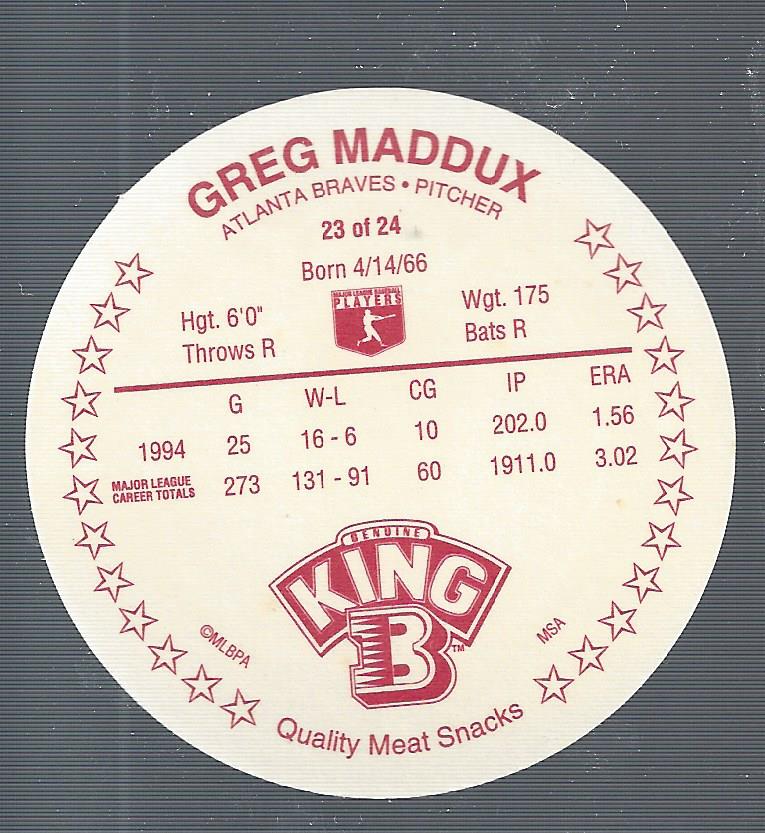 GREG MADDUX
ATLANTA BRAVES • PITCHER
23 of 24
Born 4/14/66
MAJOR LEAGUE BASEBALL
PLAYERS
Hgt. 6'0" Wgt. 175
Throws R Bats R
G W-L CG IP ERA
1994 25 16 - 6 10 202.0 1.56
MAJOR LEAGUE
CAREER TOTALS 273 131 - 91 60 1911.0 3.02
GENUINE
KING
B TM
©MLBPA MSA
Quality Meat Snacks